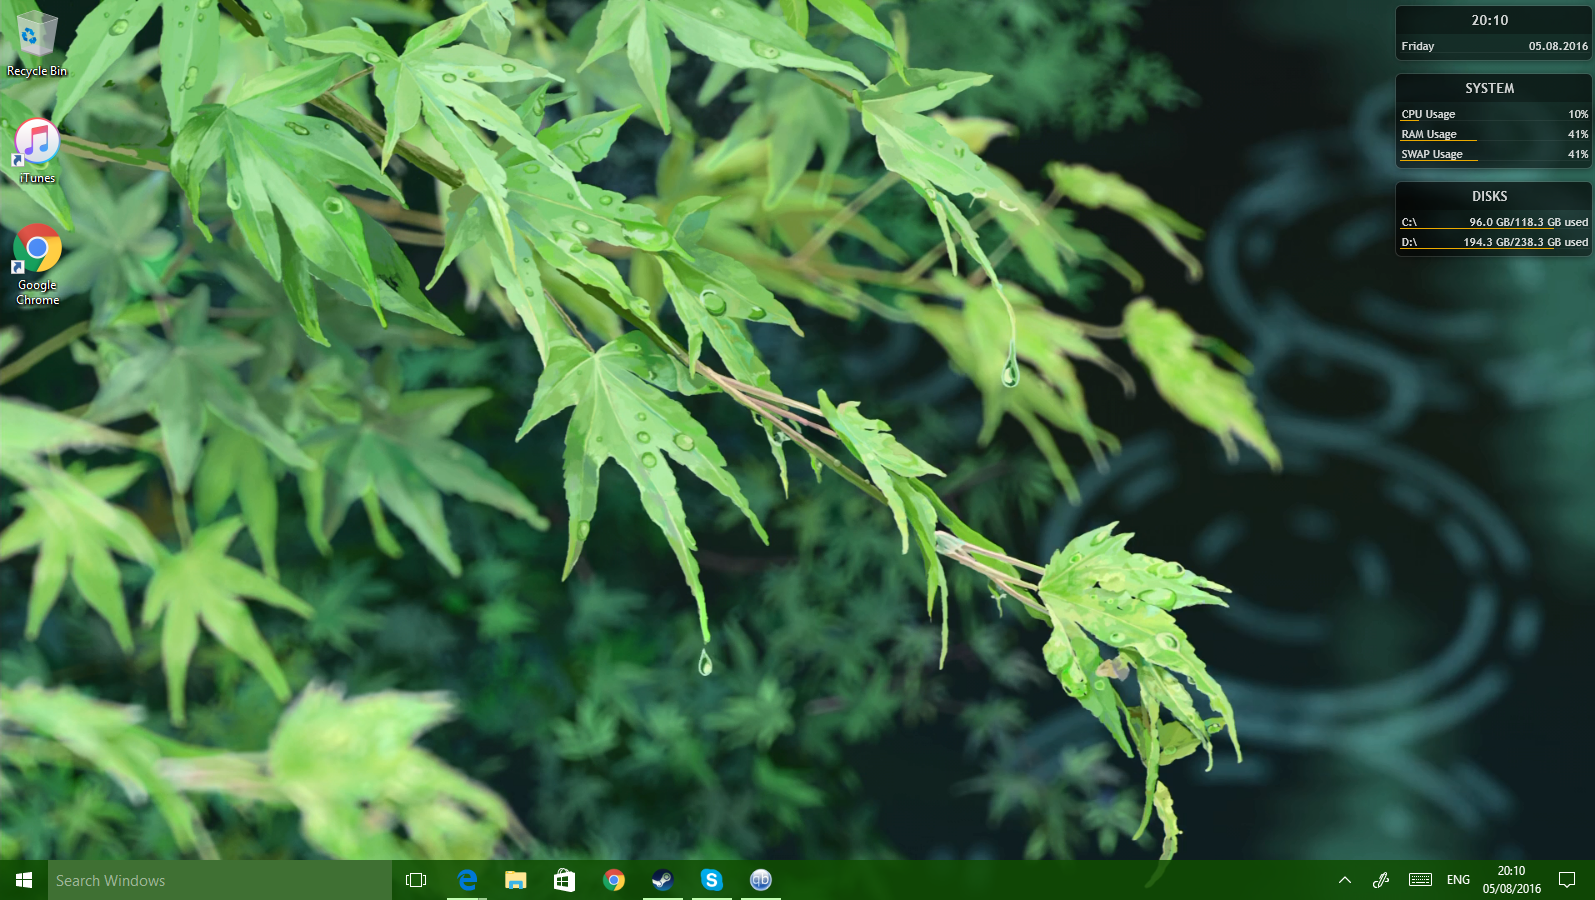 Recycle Bin
iTunes
Google
Chrome
20:10
Friday 05.08.2016
SYSTEM
CPU Usage 10%
RAM Usage 41%
SWAP Usage 41%
DISKS
C:\ 96.0 GB/118.3 GB used
D:\ 194.3 GB/238.3 GB used
Search Windows
S
qb
ENG
20:10
05/08/2016